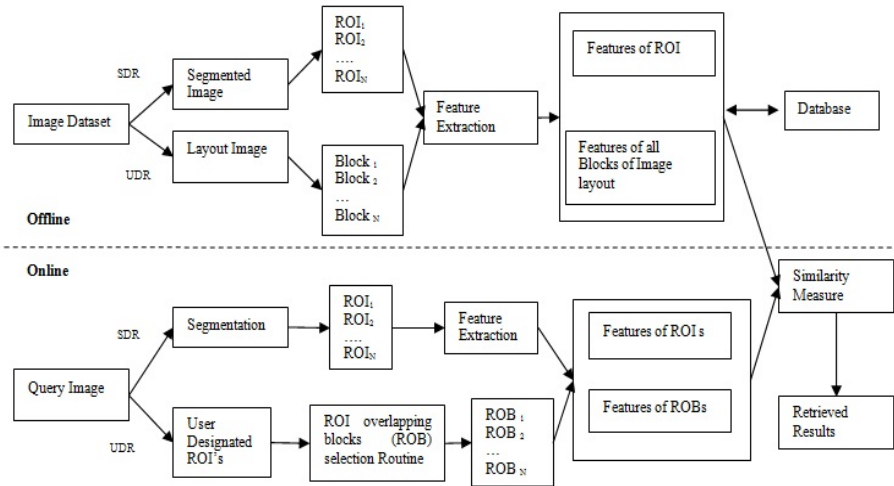 SDR
UDR
Image Dataset
Segmented
Image
Layout Image
ROI₁
ROI₂
....
ROIN
Block ₁
Block ₂
...
Block N
Feature
Extraction
Features of ROI
Features of all
Blocks of Image
layout
Database
Offline
Online
Similarity
Measure
SDR
UDR
Query Image
Segmentation
ROI₁
ROI₂
....
ROIN
Feature
Extraction
User
Designated
ROI's
ROI overlapping
blocks (ROB)
selection Routine
ROB ₁
ROB ₂
...
ROB N
Features of ROI s
Features of ROBs
Retrieved
Results